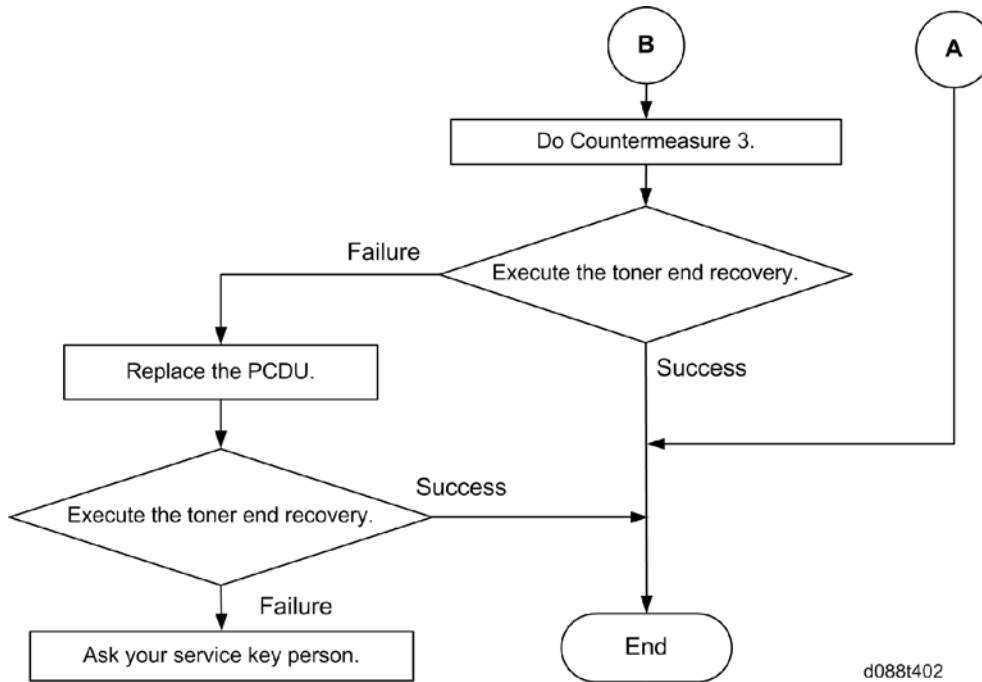 B
A
Do Countermeasure 3.
Failure
Execute the toner end recovery.
Success
Replace the PCDU.
Success
Execute the toner end recovery.
Failure
Ask your service key person.
End
d088t402